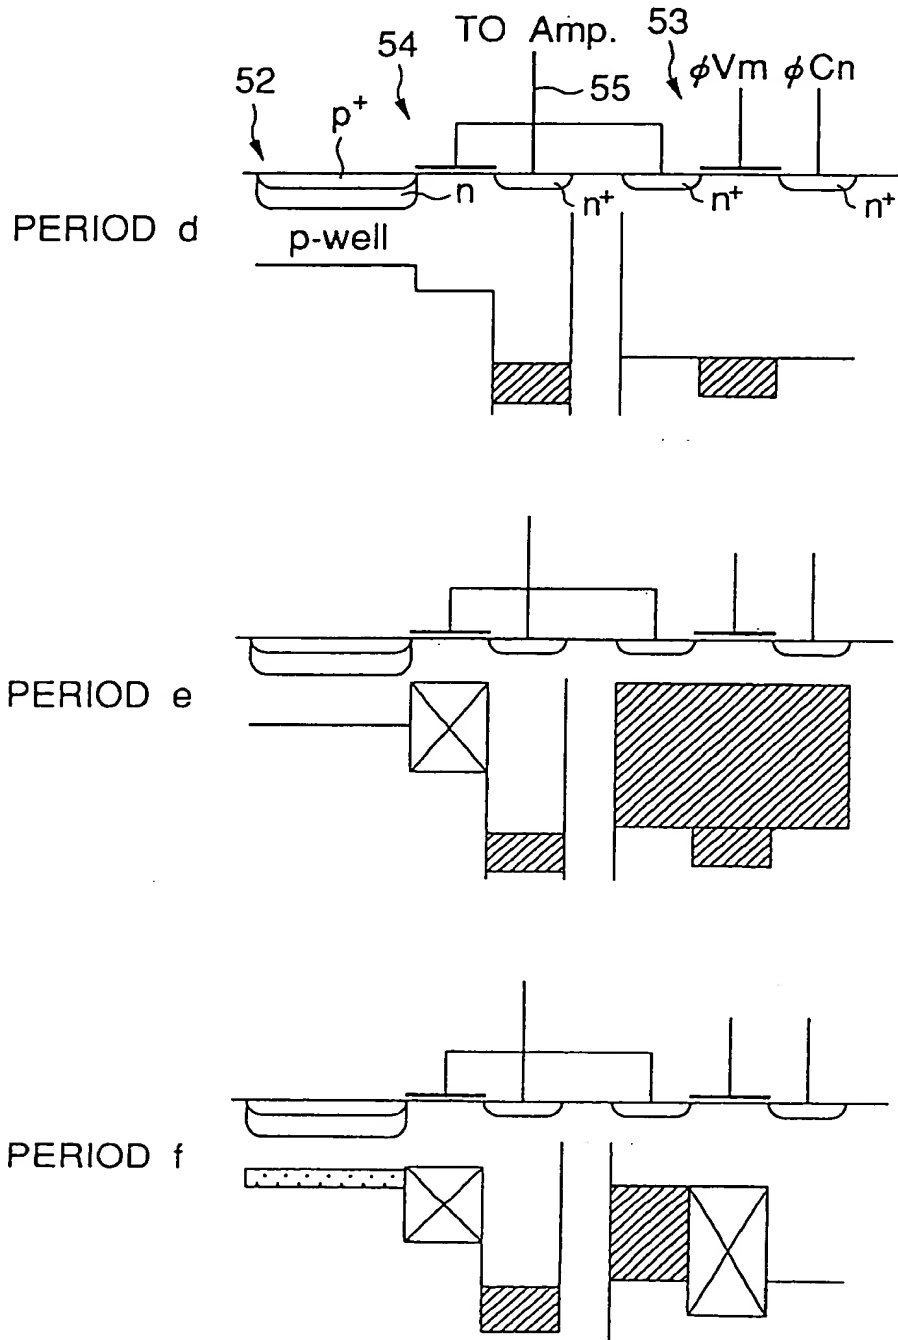 TO Amp.
53
54
φVm φCn
52
55
p+
n
n+
n+
n+
PERIOD d
p-well
PERIOD e
PERIOD f